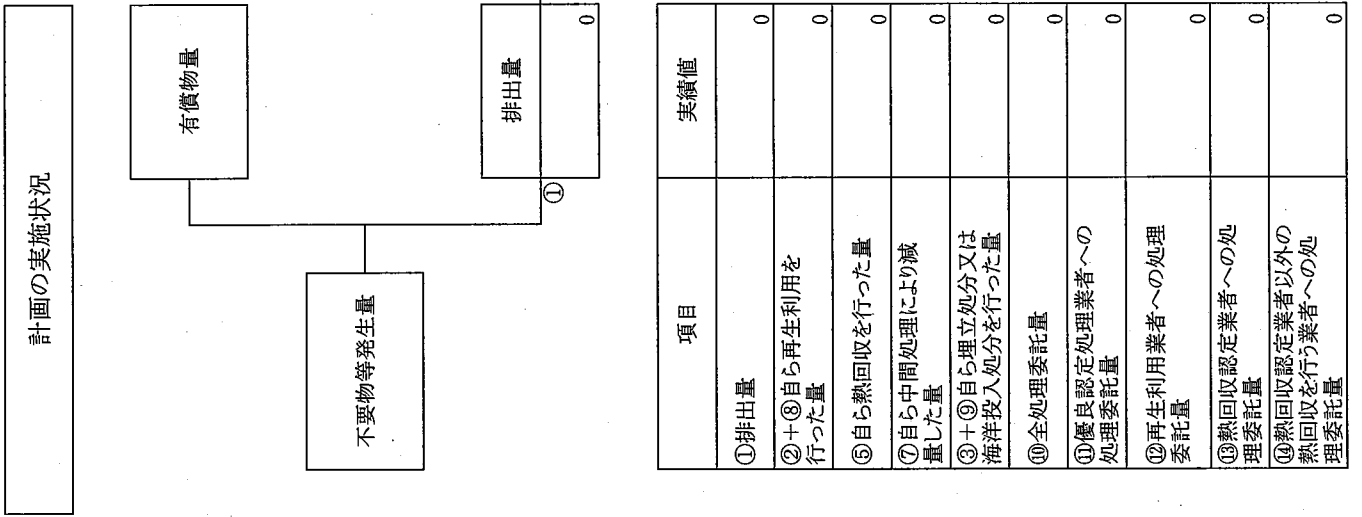 計画の実施状況
不要物等発生量
有償物量
排出量
①
0
項目
実績値
①排出量
0
②+⑧自ら再生利用を
行った量
0
⑤自ら熱回収を行った量
0
⑦自ら中間処理により減
量した量
0
③+⑨自ら埋立処分又は
海洋投入処分を行った量
0
⑩全処理委託量
0
⑪優良認定処理業者への
処理委託量
0
⑫再生利用業者への処理
委託量
0
⑬熱回収認定業者への処
理委託量
0
⑭熱回収認定業者以外の
熱回収を行う業者への処
理委託量
0